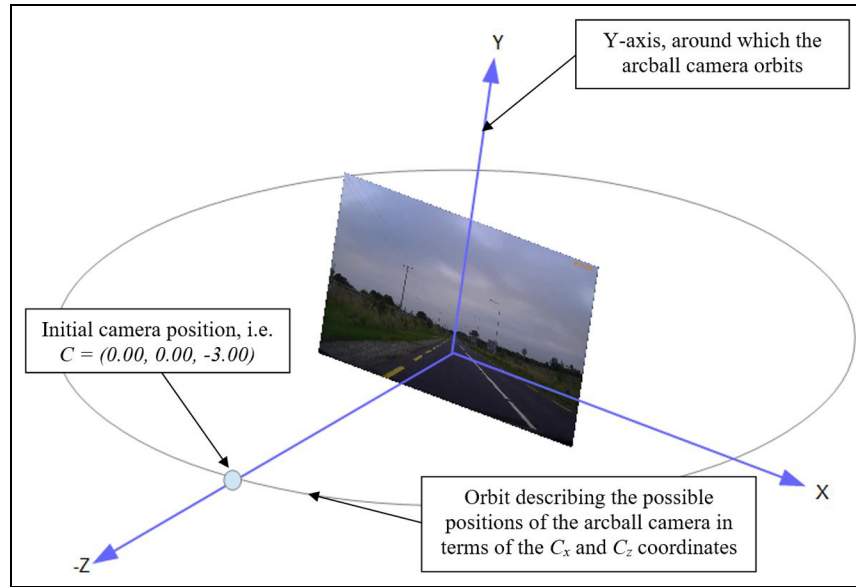 Y
Y-axis, around which the
arcball camera orbits
Initial camera position, i.e.
C = (0.00, 0.00, -3.00)
X
Orbit describing the possible
positions of the arcball camera in
terms of the Cx and Cz coordinates
-Z